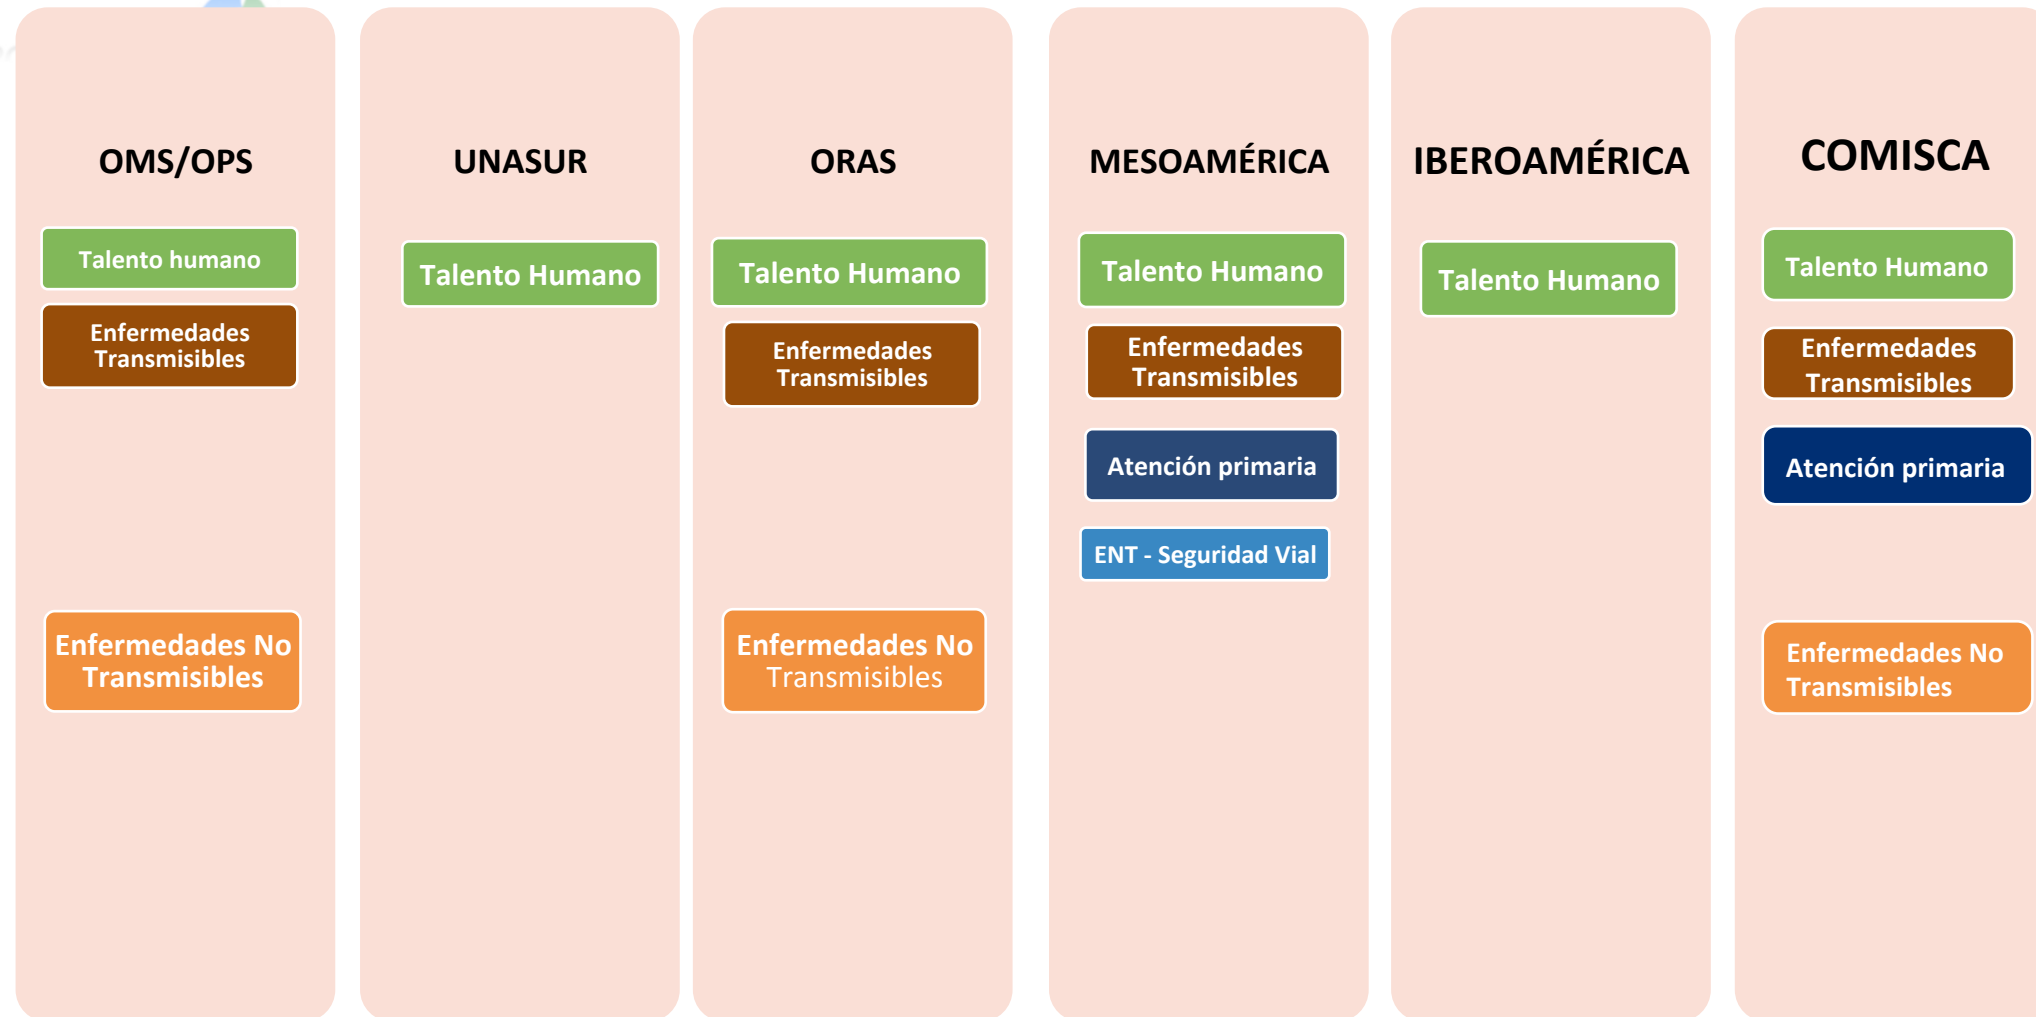 OMS/OPS
Talento humano
Enfermedades
Transmisibles
Enfermedades No
Transmisibles
UNASUR
Talento Humano
ORAS
Talento Humano
Enfermedades
Transmisibles
Enfermedades No
Transmisibles
MESOAMÉRICA
Talento Humano
Enfermedades
Transmisibles
Atención primaria
ENT - Seguridad Vial
IBEROAMÉRICA
Talento Humano
COMISCA
Talento Humano
Enfermedades
Transmisibles
Atención primaria
Enfermedades No
Transmisibles